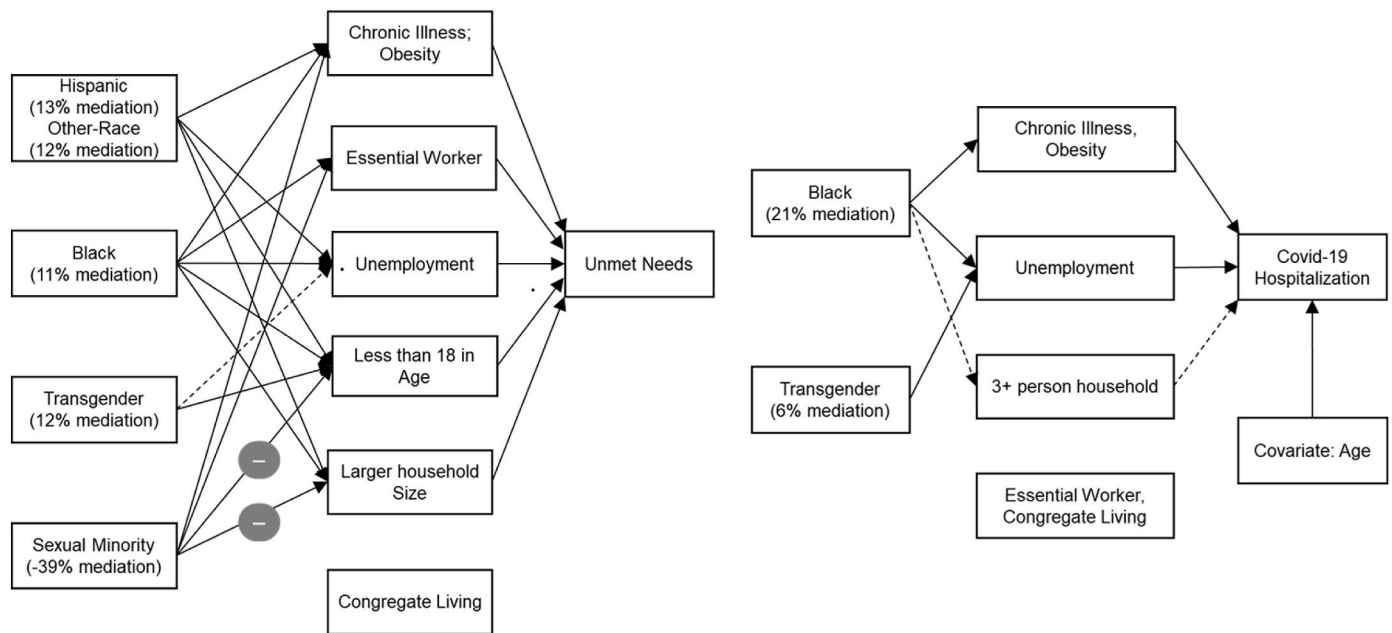 Chronic Illness;
Obesity
Hispanic
(13% mediation)
Other-Race
(12% mediation)
Essential Worker
Black
(11% mediation)
Unemployment
Unmet Needs
Less than 18 in
Age
Transgender
(12% mediation)
–
Larger household
Size
–
Sexual Minority
(-39% mediation)
Congregate Living
Chronic Illness,
Obesity
Black
(21% mediation)
Unemployment
Covid-19
Hospitalization
3+ person household
Transgender
(6% mediation)
Covariate: Age
Essential Worker,
Congregate Living